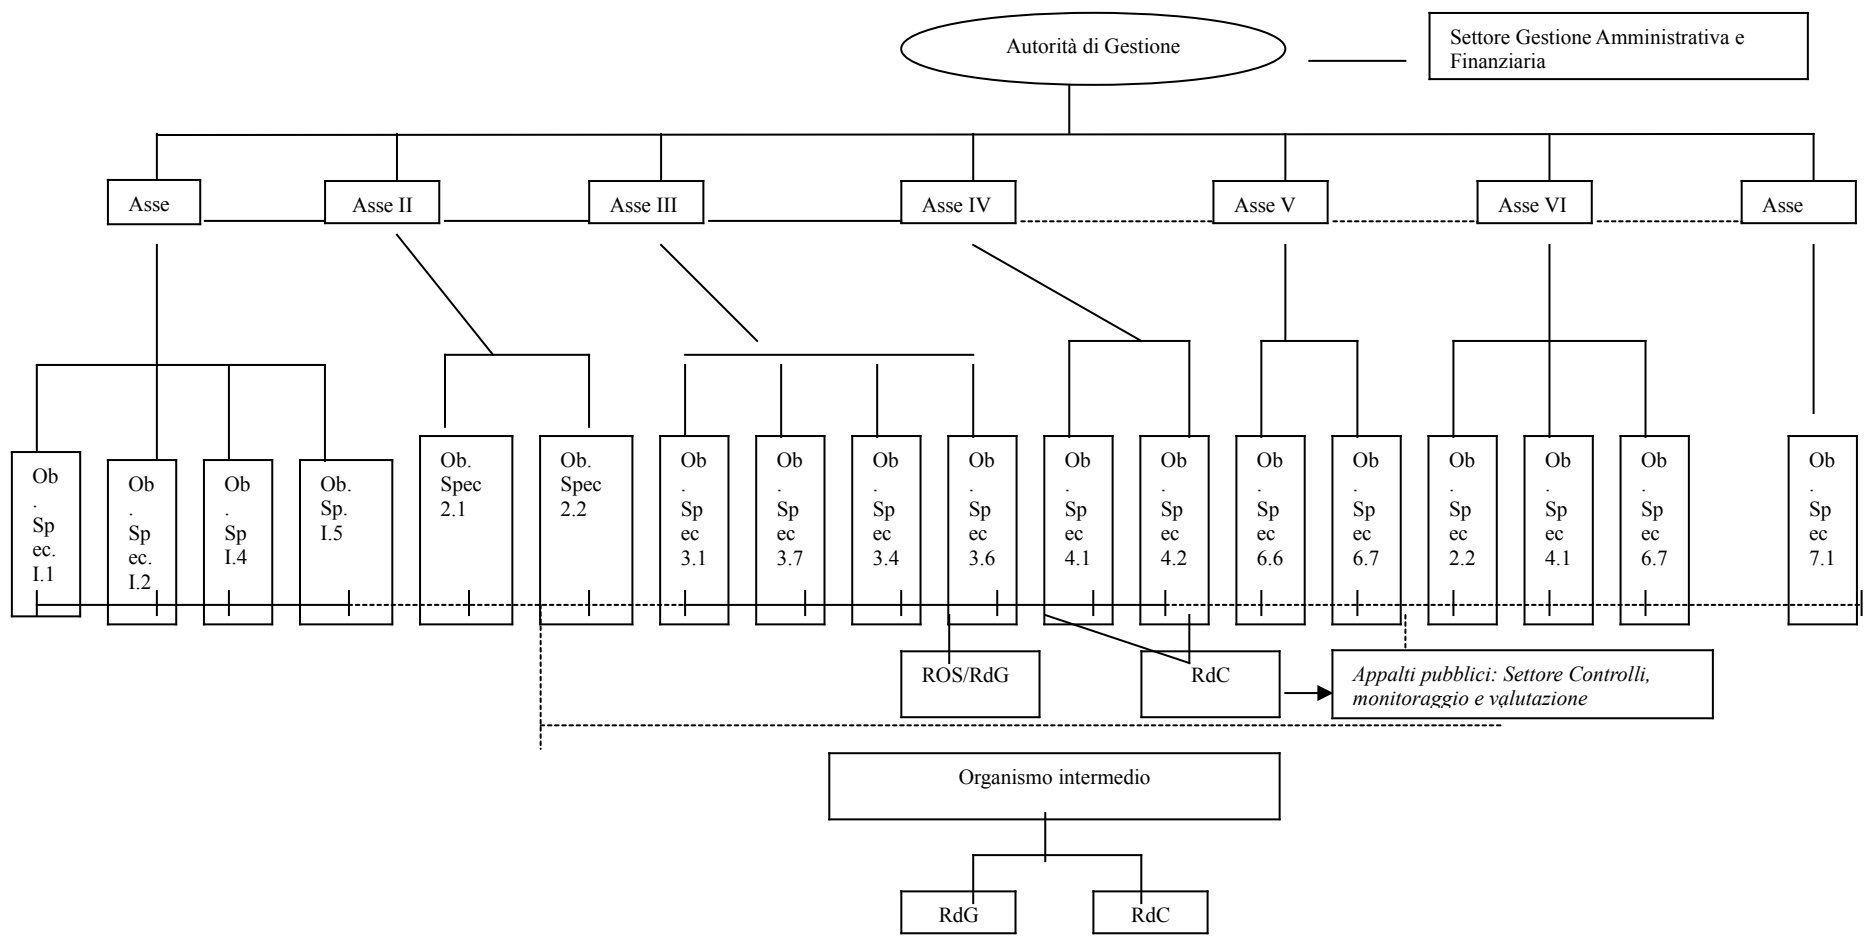 Autorità di Gestione
Settore Gestione Amministrativa e
Finanziaria
Asse
Asse II
Asse III
Asse IV
Asse V
Asse VI
Asse
Ob
.
Sp
ec.
I.1
Ob
.
Sp
ec.
I.2
Ob
.
Sp
I.4
Ob.
Sp.
I.5
Ob.
Spec
2.1
Ob.
Spec
2.2
Ob
.
Sp
ec
3.1
Ob
.
Sp
ec
3.7
Ob
.
Sp
ec
3.4
Ob
.
Sp
ec
3.6
Ob
.
Sp
ec
4.1
Ob
.
Sp
ec
4.2
Ob
.
Sp
ec
6.6
Ob
.
Sp
ec
6.7
Ob
.
Sp
ec
2.2
Ob
.
Sp
ec
4.1
Ob
.
Sp
ec
6.7
Ob
.
Sp
ec
7.1
ROS/RdG
RdC
Appalti pubblici: Settore Controlli,
monitoraggio e valutazione
Organismo intermedio
RdG
RdC